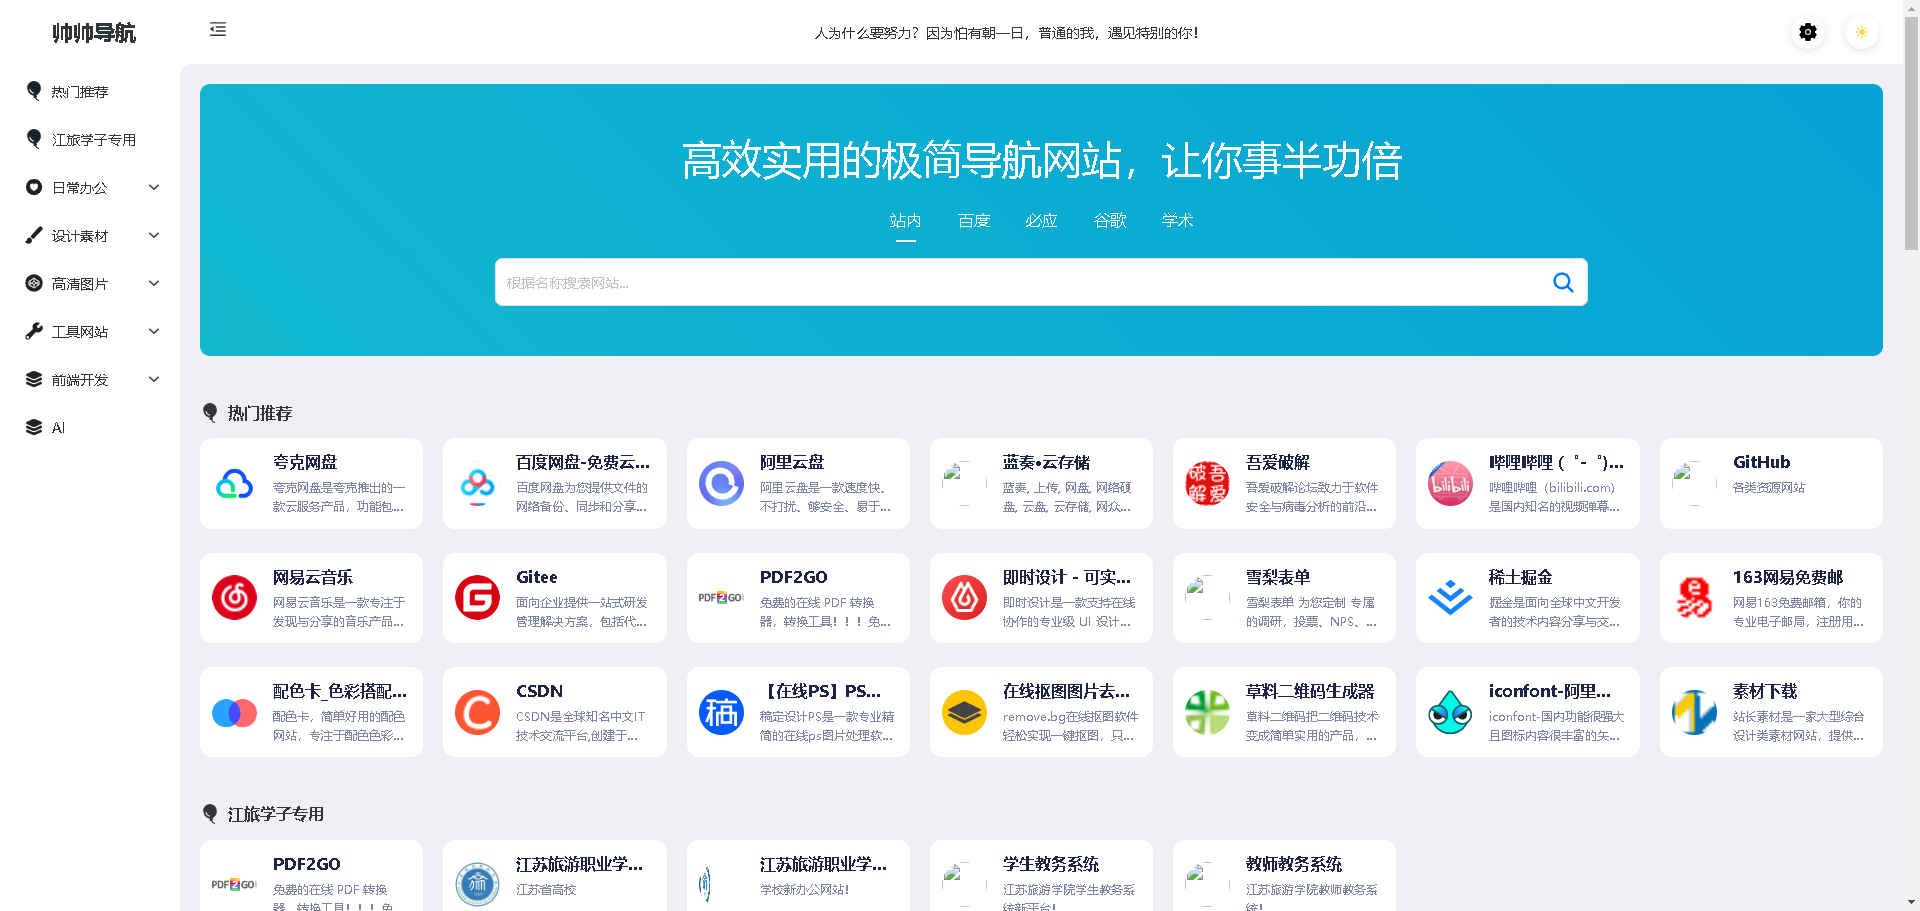 帅帅导航
人为什么要努力？因为怕有朝一日，普通的我，遇见特别的你！
热门推荐
江旅学子专用
日常办公
设计素材
高清图片
工具网站
前端开发
AI
高效实用的极简导航网站，让你事半功倍
站内 百度 必应 谷歌 学术
根据名称搜索网站...
热门推荐
夸克网盘
夸克网盘是夸克推出的一
款云服务产品，功能包...
百度网盘-免费云...
百度网盘为您提供文件的
网络备份、同步和分享...
阿里云盘
阿里云盘是一款速度快、
不打扰、够安全、易于...
蓝奏•云存储
蓝奏, 上传, 网盘, 网络硬
盘, 云盘, 云存储, 网众...
吾爱破解
吾爱破解论坛致力于软件
安全与病毒分析的前沿...
哔哩哔哩 (゜-゜)...
哔哩哔哩（bilibili.com)
是国内知名的视频弹幕...
GitHub
各类资源网站
网易云音乐
网易云音乐是一款专注于
发现与分享的音乐产品...
Gitee
面向企业提供一站式研发
管理解决方案，包括代...
PDF2GO
PDF2GO
免费的在线 PDF 转换
器，转换工具！！！免...
即时设计 - 可实...
即时设计是一款支持在线
协作的专业级 UI 设计...
雪梨表单
雪梨表单 为您定制 专属
的调研，投票、NPS、...
稀土掘金
掘金是面向全球中文开发
者的技术内容分享与交...
163网易免费邮
网易163免费邮箱，你的
专业电子邮局，注册用...
配色卡_色彩搭配...
配色卡，简单好用的配色
网站，专注于配色色彩...
CSDN
CSDN是全球知名中文IT
技术交流平台,创建于...
【在线PS】PS...
稿定设计PS是一款专业精
简的在线ps图片处理软...
在线抠图图片去...
remove.bg在线抠图软件
轻松实现一键抠图，只...
草料二维码生成器
草料二维码把二维码技术
变成简单实用的产品，...
iconfont-阿里...
iconfont-国内功能很强大
且图标内容很丰富的矢...
素材下载
站长素材是一家大型综合
设计类素材网站，提供...
江旅学子专用
PDF2GO
PDF2GO
免费的在线 PDF 转换
器，转换工具！！！免
江苏旅游职业学...
江苏省高校
江苏旅游职业学...
学校新办公网站！
学生教务系统
江苏旅游学院学生教务系
统新平台！
教师教务系统
江苏旅游学院教师教务系
统！